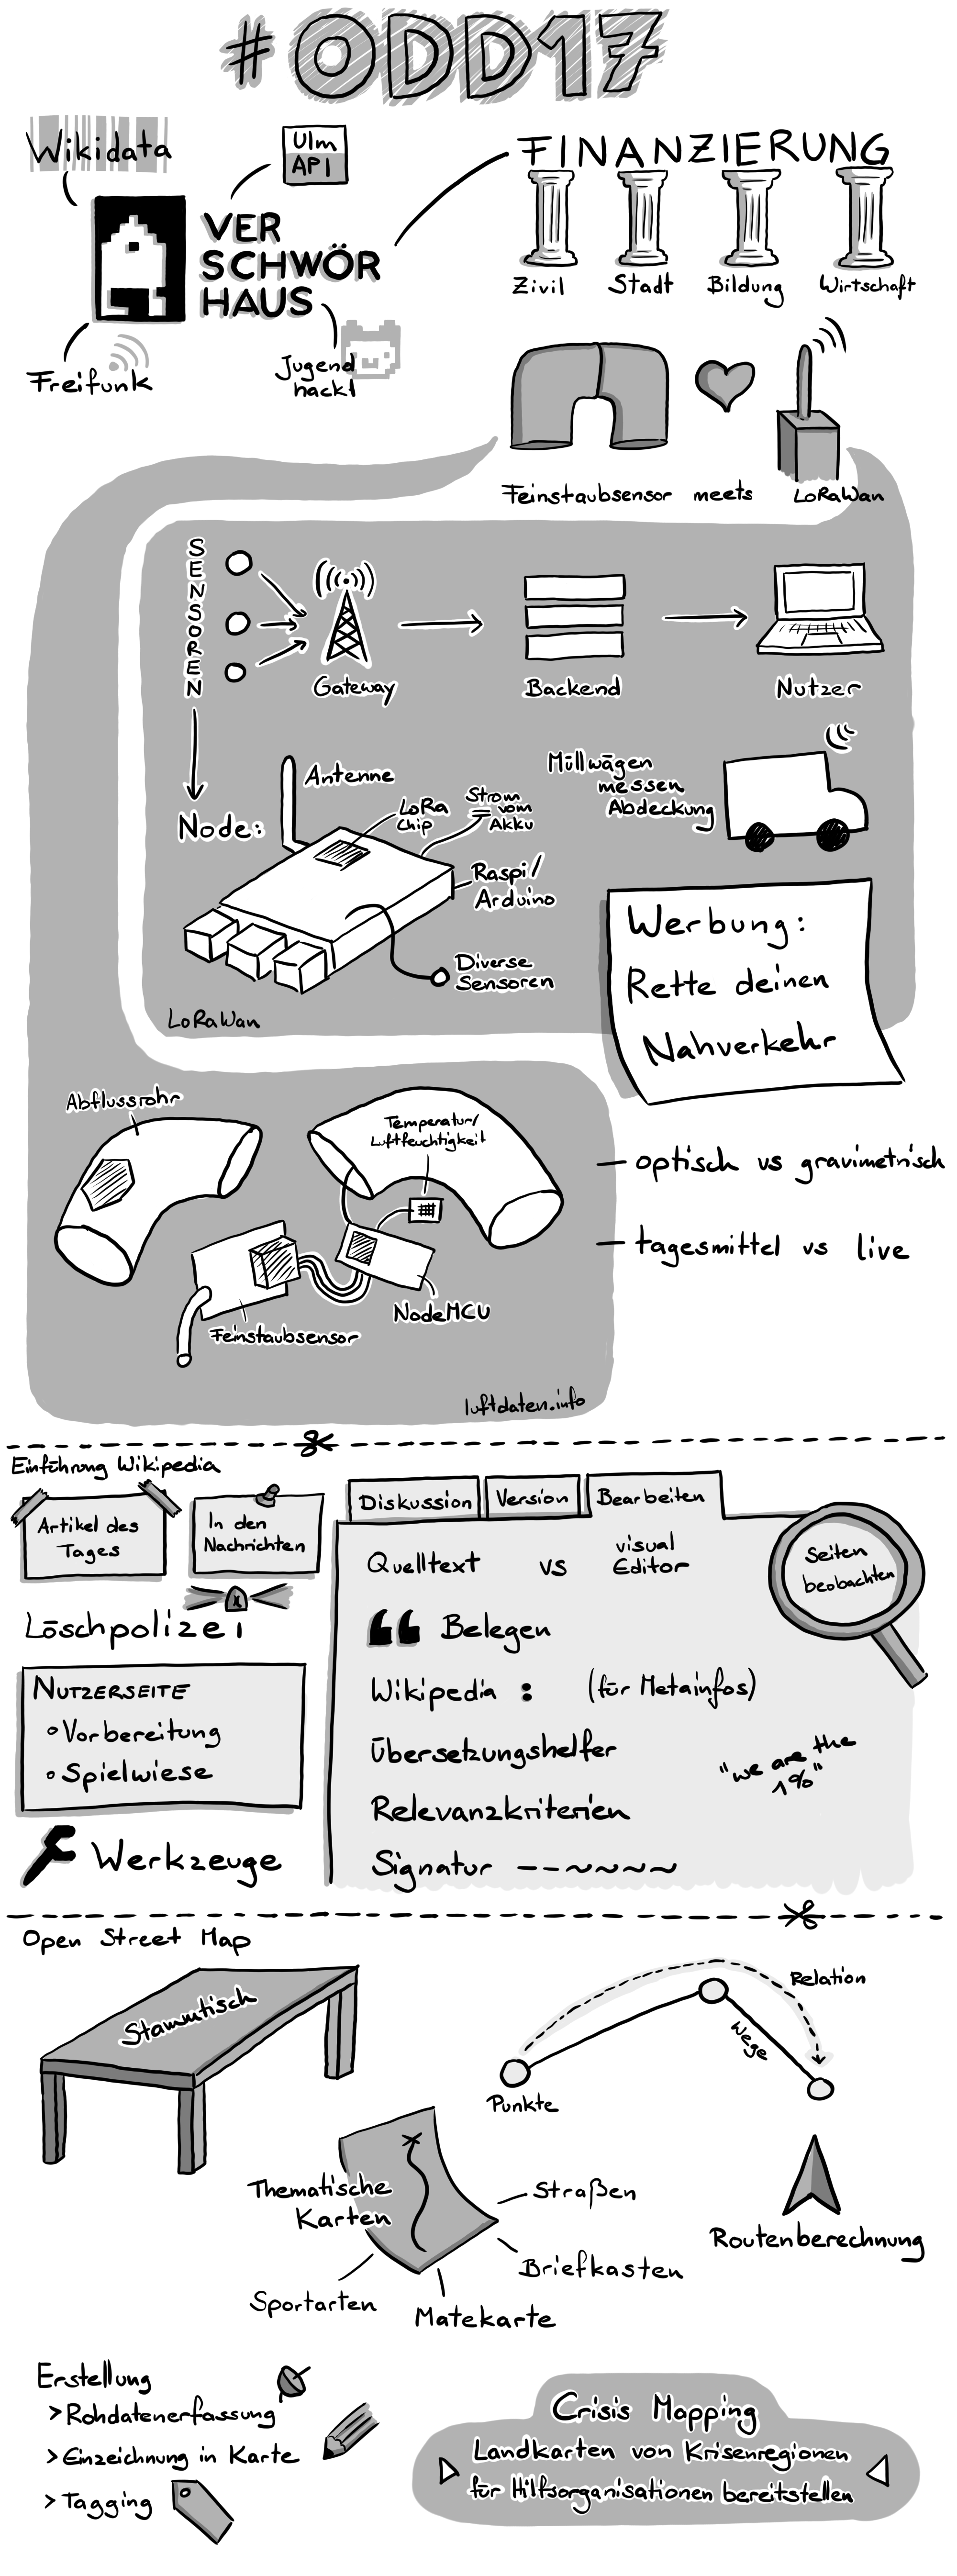 #ODD17
Wikidata
Ulm
API
FINANZIERUNG
VER
SCHWÖR
HAUS
Zivil
Stadt
Bildung
Wirtschaft
Freifunk
Jugend
hackt
Feinstaubsensor meets LoRaWan
SENSOREN
Gateway
Backend
Nutzer
Node:
Antenne
LoRa
Chip
Strom
vom
Akku
Raspi/
Arduino
Diverse
Sensoren
LoRaWan
Müllwägen
messen
Abdeckung
Werbung:
Rette deinen
Nahverkehr
Abflussrohr
Temperatur/
Luftfeuchtigkeit
Feinstaubsensor
NodeMCU
luftdaten.info
– optisch vs gravimetrisch
– tagesmittel vs live
Einführung Wikipedia
Artikel des
Tages
In den
Nachrichten
Löschpolizei
NUTZERSEITE
• Vorbereitung
• Spielwiese
Werkzeuge
Diskussion
Version
Bearbeiten
Quelltext vs visual
Editor
Belegen
Wikipedia : (für Metainfos)
Übersetzungshelfer
Relevanzkriterien
Signatur --~~~~
Seiten
beobachten
"we are the
1%"
Open Street Map
Stammtisch
Relation
Wege
Punkte
Thematische
Karten
Straßen
Briefkasten
Sportarten
Matekarte
Routenberechnung
Erstellung
> Rohdatenerfassung
> Einzeichnung in Karte
> Tagging
Crisis Mapping
Landkarten von Krisenregionen
für Hilfsorganisationen bereitstellen